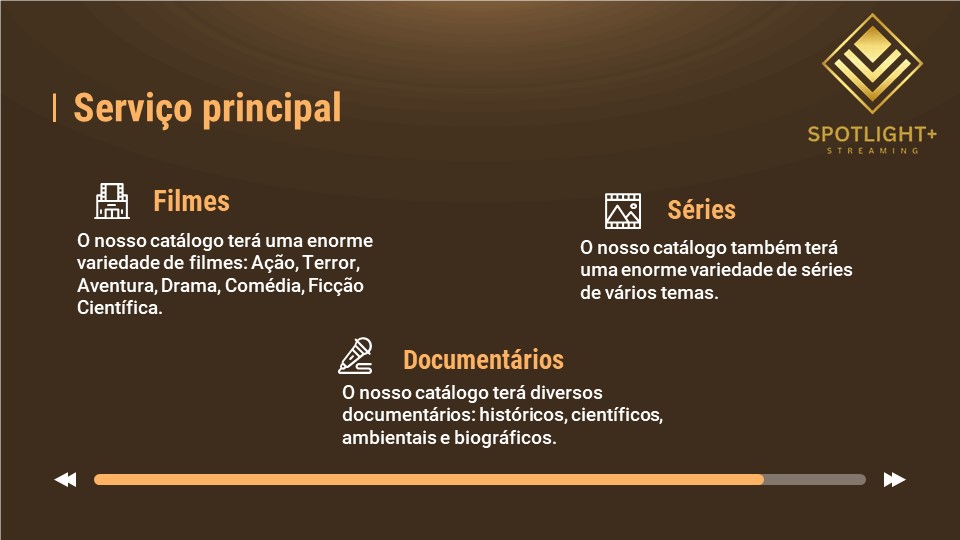 Serviço principal
SPOTLIGHT+
STREAMING
Filmes
O nosso catálogo terá uma enorme
variedade de filmes: Ação, Terror,
Aventura, Drama, Comédia, Ficção
Científica.
Séries
O nosso catálogo também terá
uma enorme variedade de séries
de vários temas.
Documentários
O nosso catálogo terá diversos
documentários: históricos, científicos,
ambientais e biográficos.